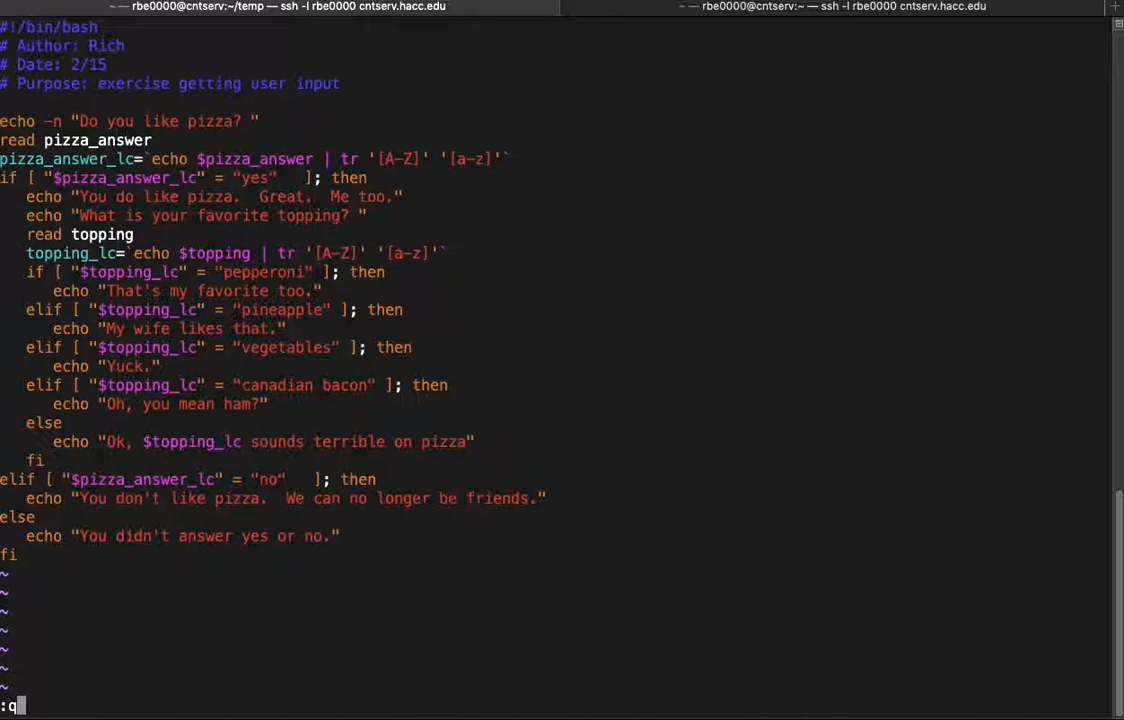 rbe0000@cntserv:~/temp — ssh -l rbe0000 cntserv.hacc.edu
rbe0000@cntserv:~ — ssh -l rbe0000 cntserv.hacc.edu
#!/bin/bash
# Author: Rich
# Date: 2/15
# Purpose: exercise getting user input

echo -n "Do you like pizza? "
read pizza_answer
pizza_answer_lc=`echo $pizza_answer | tr '[A-Z]' '[a-z]'`
if [ "$pizza_answer_lc" = "yes"   ]; then
   echo "You do like pizza.  Great.  Me too."
   echo "What is your favorite topping? "
   read topping
   topping_lc=`echo $topping | tr '[A-Z]' '[a-z]'`
   if [ "$topping_lc" = "pepperoni" ]; then
      echo "That's my favorite too."
   elif [ "$topping_lc" = "pineapple" ]; then
      echo "My wife likes that."
   elif [ "$topping_lc" = "vegetables" ]; then
      echo "Yuck."
   elif [ "$topping_lc" = "canadian bacon" ]; then
      echo "Oh, you mean ham?"
   else
      echo "Ok, $topping_lc sounds terrible on pizza"
   fi
elif [ "$pizza_answer_lc" = "no"   ]; then
   echo "You don't like pizza.  We can no longer be friends."
else
   echo "You didn't answer yes or no."
fi
~
~
~
~
~
~
~
:q